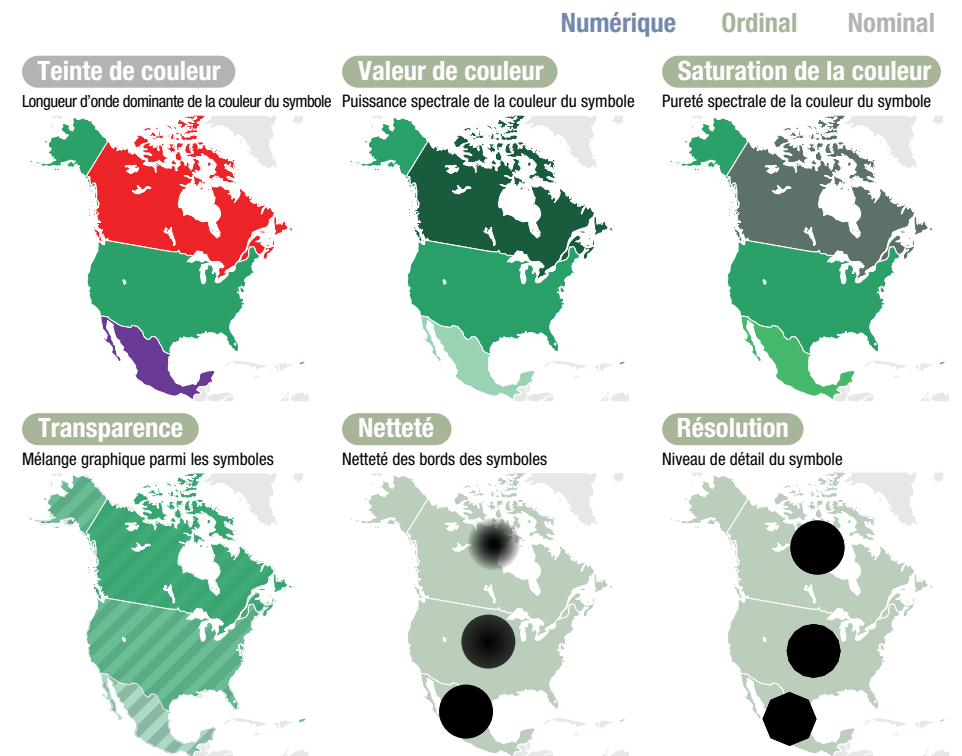 Numérique Ordinal Nominal
Teinte de couleur Valeur de couleur Saturation de la couleur
Longueur d'onde dominante de la couleur du symbole Puissance spectrale de la couleur du symbole Pureté spectrale de la couleur du symbole
Transparence Netteté Résolution
Mélange graphique parmi les symboles Netteté des bords des symboles Niveau de détail du symbole